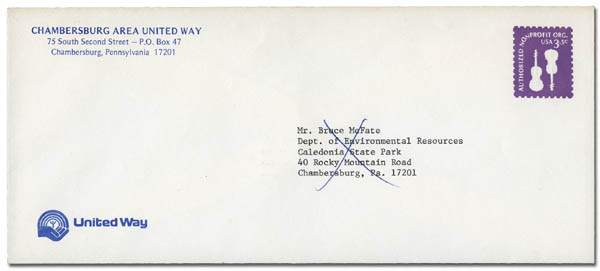 CHAMBERSBURG AREA UNITED WAY
75 South Second Street — P.O. Box 47
Chambersburg, Pennsylvania 17201
AUTHORIZED NONPROFIT ORG.
USA 3.5c
Mr. Bruce McFate
Dept. of Environmental Resources
Caledonia State Park
40 Rocky Mountain Road
Chambersburg, Pa. 17201
United Way